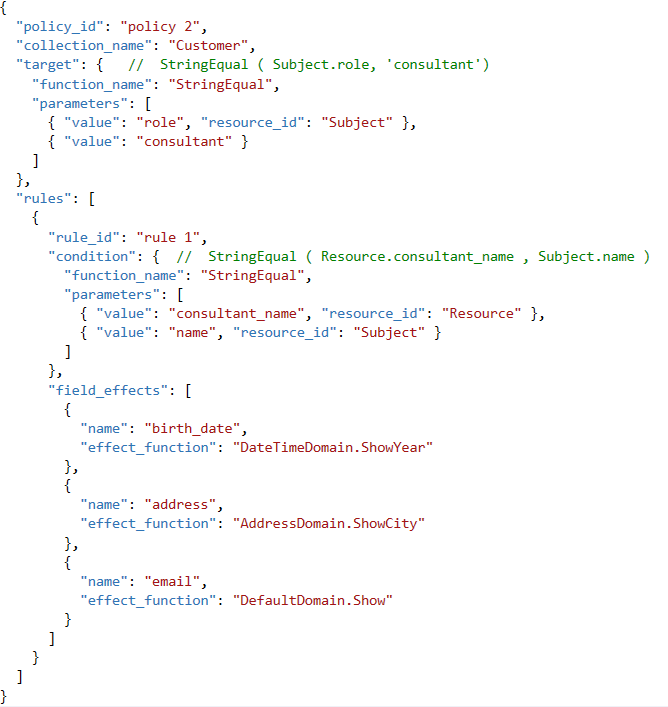 {
  "policy_id": "policy 2",
  "collection_name": "Customer",
  "target": {   //  StringEqual ( Subject.role, 'consultant')
    "function_name": "StringEqual",
    "parameters": [
      { "value": "role", "resource_id": "Subject" },
      { "value": "consultant" }
    ]
  },
  "rules": [
    {
      "rule_id": "rule 1",
      "condition": {  //  StringEqual ( Resource.consultant_name , Subject.name )
        "function_name": "StringEqual",
        "parameters": [
          { "value": "consultant_name", "resource_id": "Resource" },
          { "value": "name", "resource_id": "Subject" }
        ]
      },
      "field_effects": [
        {
          "name": "birth_date",
          "effect_function": "DateTimeDomain.ShowYear"
        },
        {
          "name": "address",
          "effect_function": "AddressDomain.ShowCity"
        },
        {
          "name": "email",
          "effect_function": "DefaultDomain.Show"
        }
      ]
    }
  ]
}